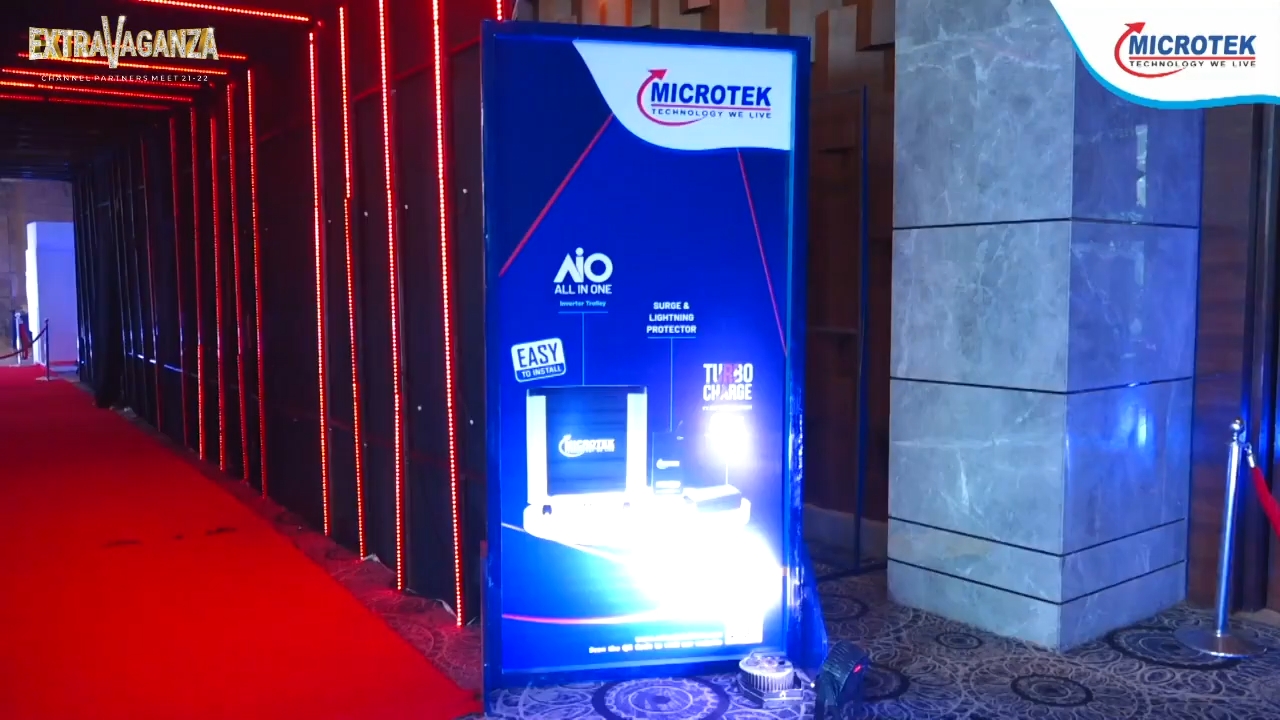 EXTRAVAGANZA
CHANNEL PARTNERS MEET 21-22
MICROTEK
TECHNOLOGY WE LIVE
MICROTEK
TECHNOLOGY WE LIVE
AiO
ALL IN ONE
Inverter Trolley
SURGE &
LIGHTNING
PROTECTOR
EASY
TO INSTALL
TURBO
CHARGE
MICROTEK